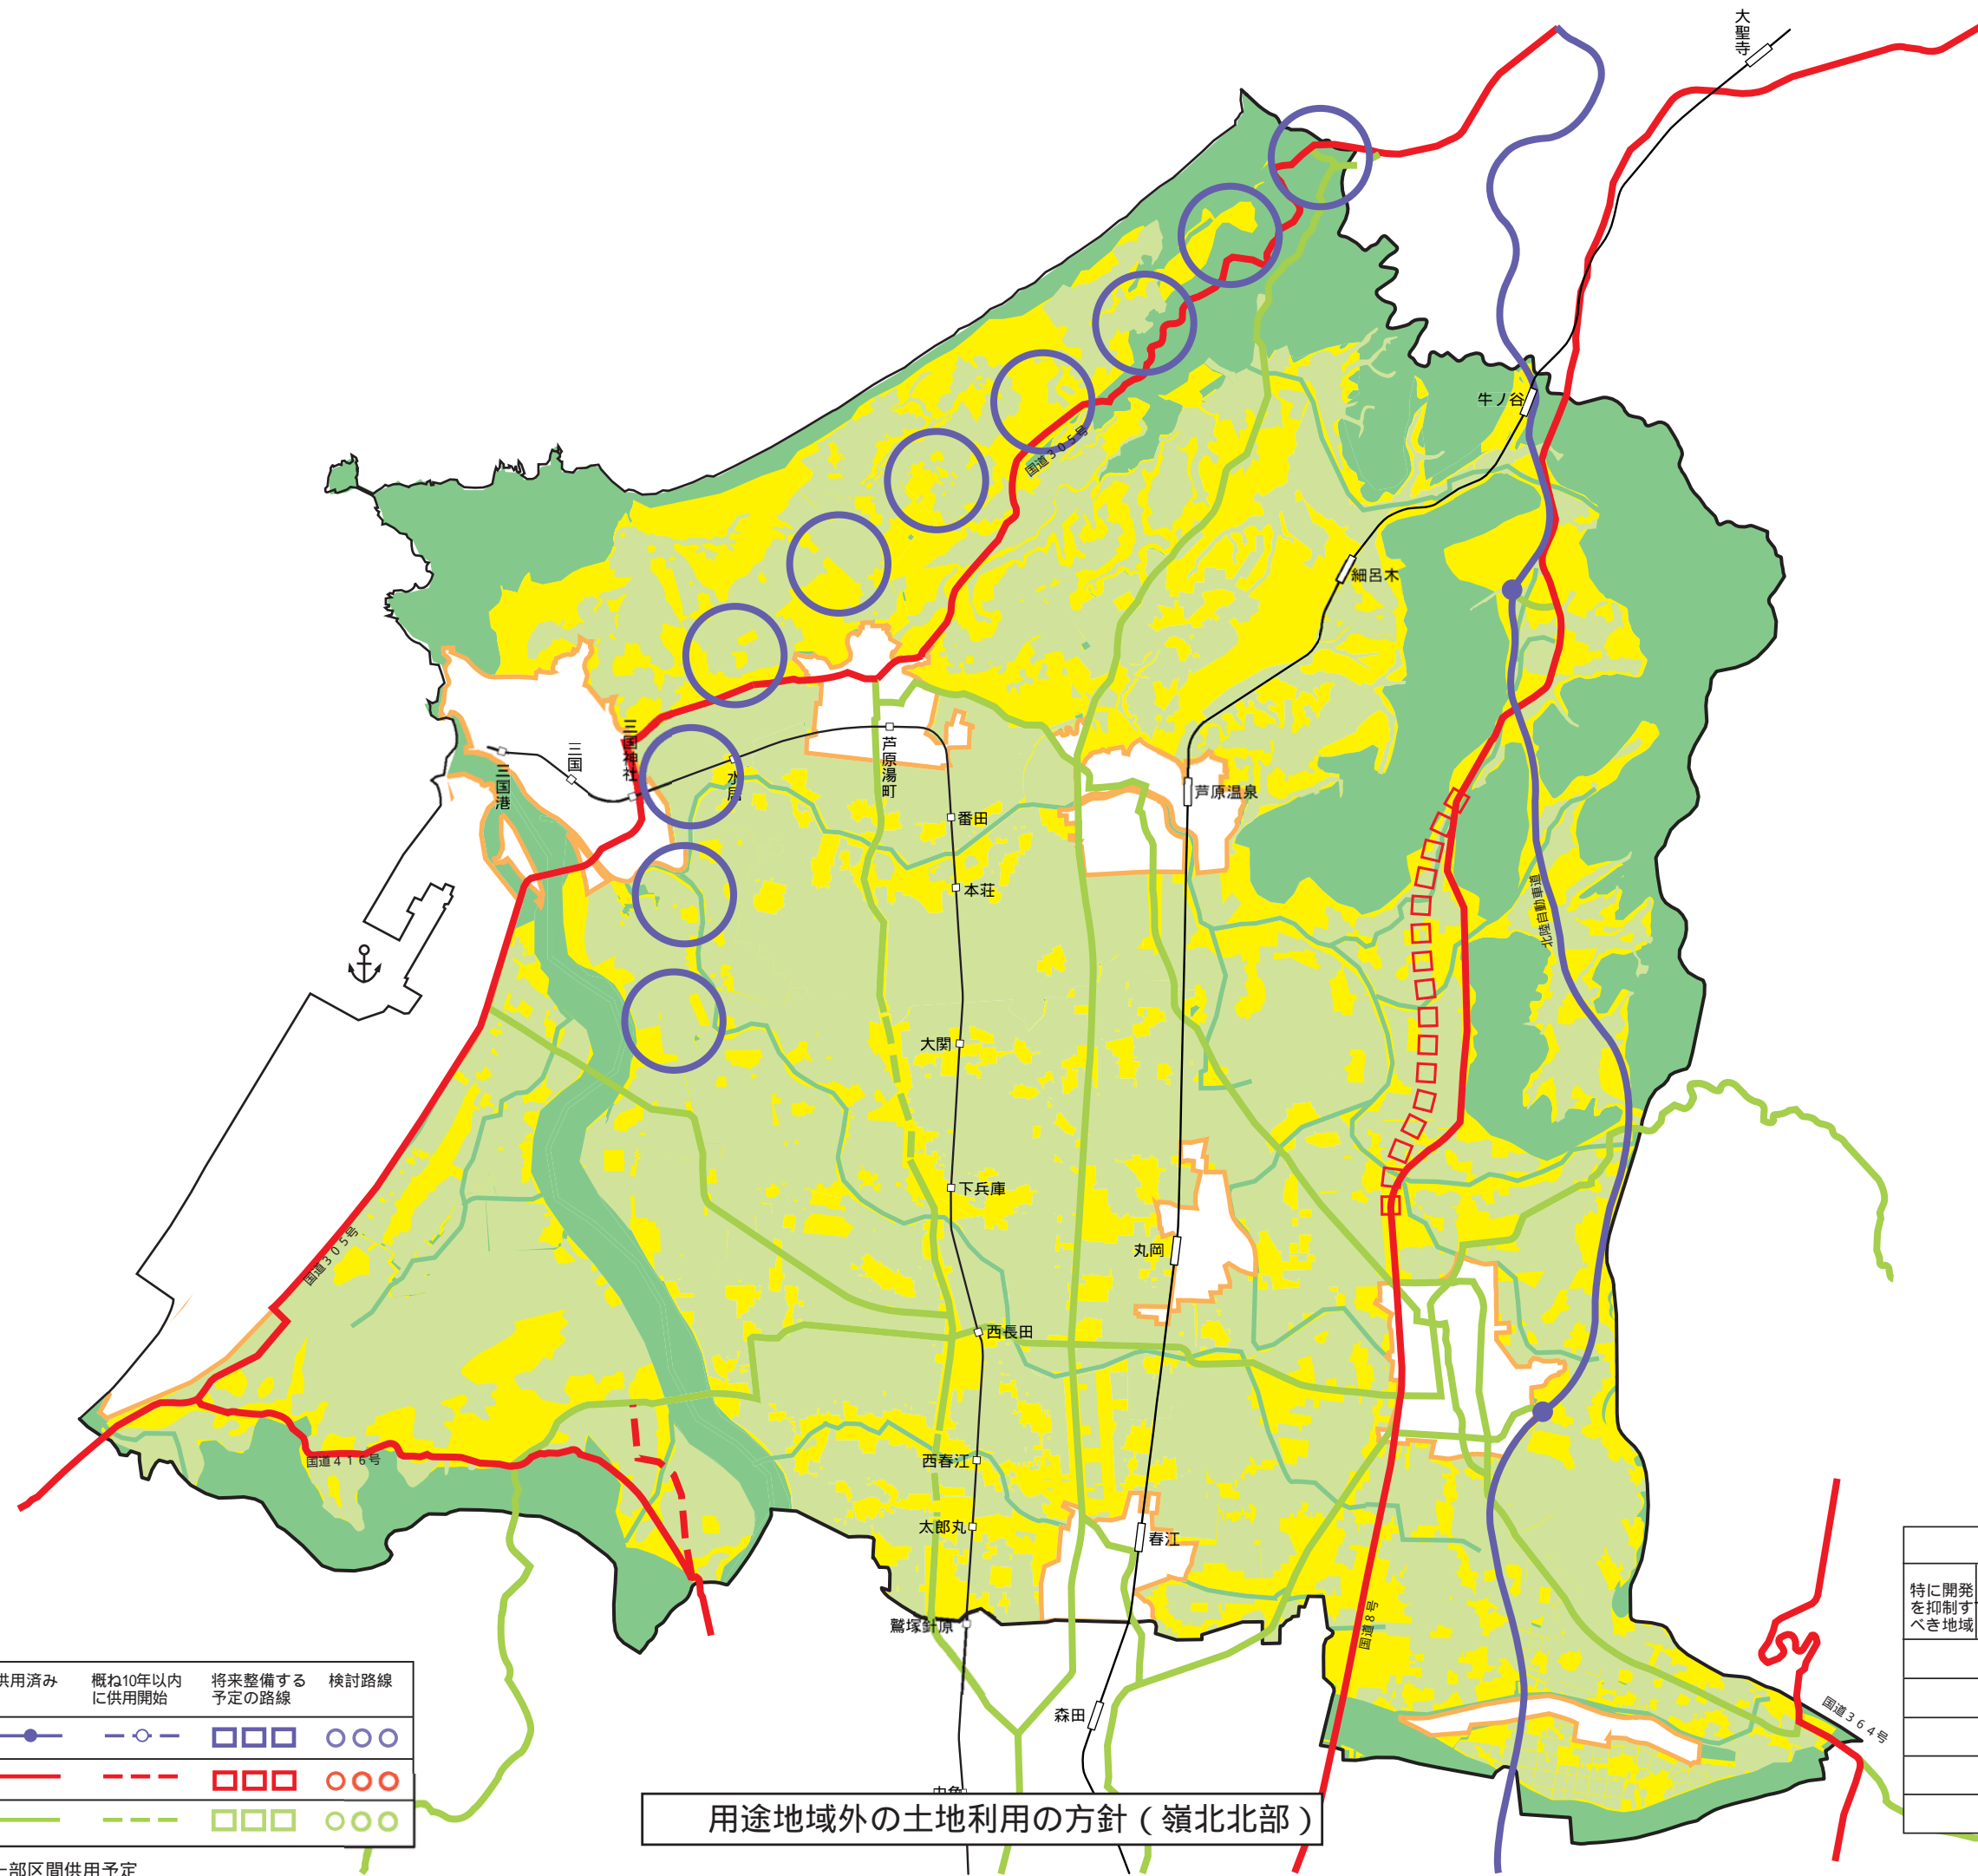 大聖寺
牛ノ谷
国道305号
細呂木
三国神社
三国
三国港
水居
芦原湯町
芦原温泉
番田
本荘
北陸自動車道
大関
下兵庫
丸岡
国道305号
西長田
国道416号
西春江
太郎丸
春江
鷲塚針原
国道8号
森田
国道364号
中角
特に開発
を抑制す
べき地域
供用済み
概ね10年以内
に供用開始
将来整備する
予定の路線
検討路線
一部区間供用予定
用途地域外の土地利用の方針(嶺北北部)